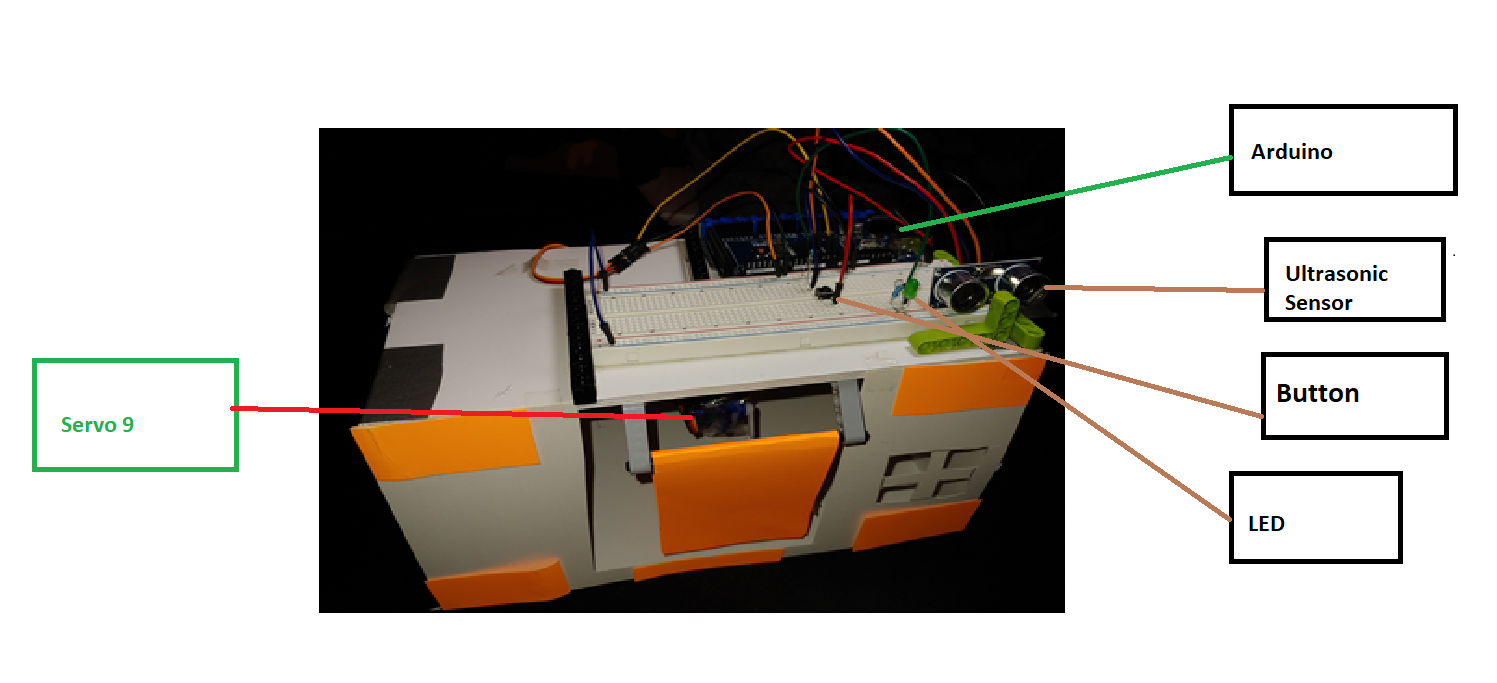 Arduino
Ultrasonic
Sensor
Button
Servo 9
LED